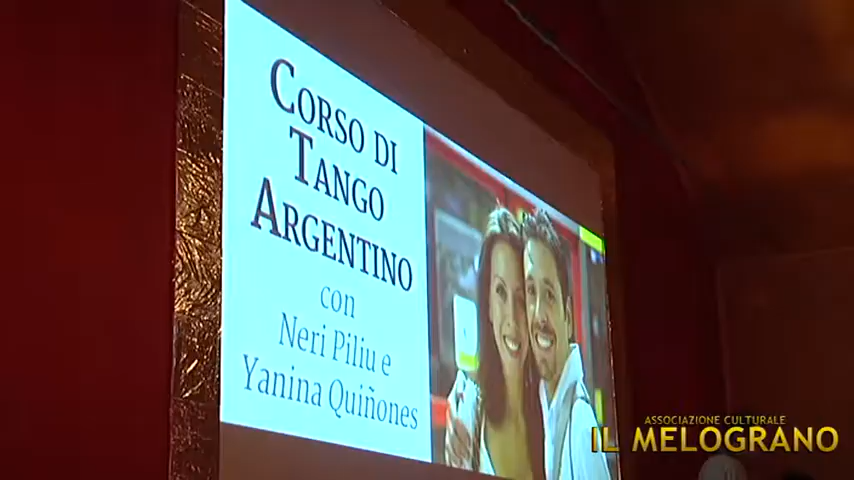 CORSO DI
TANGO
ARGENTINO
con
Neri Piliu e
Yanina Quiñones
ASSOCIAZIONE CULTURALE
IL MELOGRANO